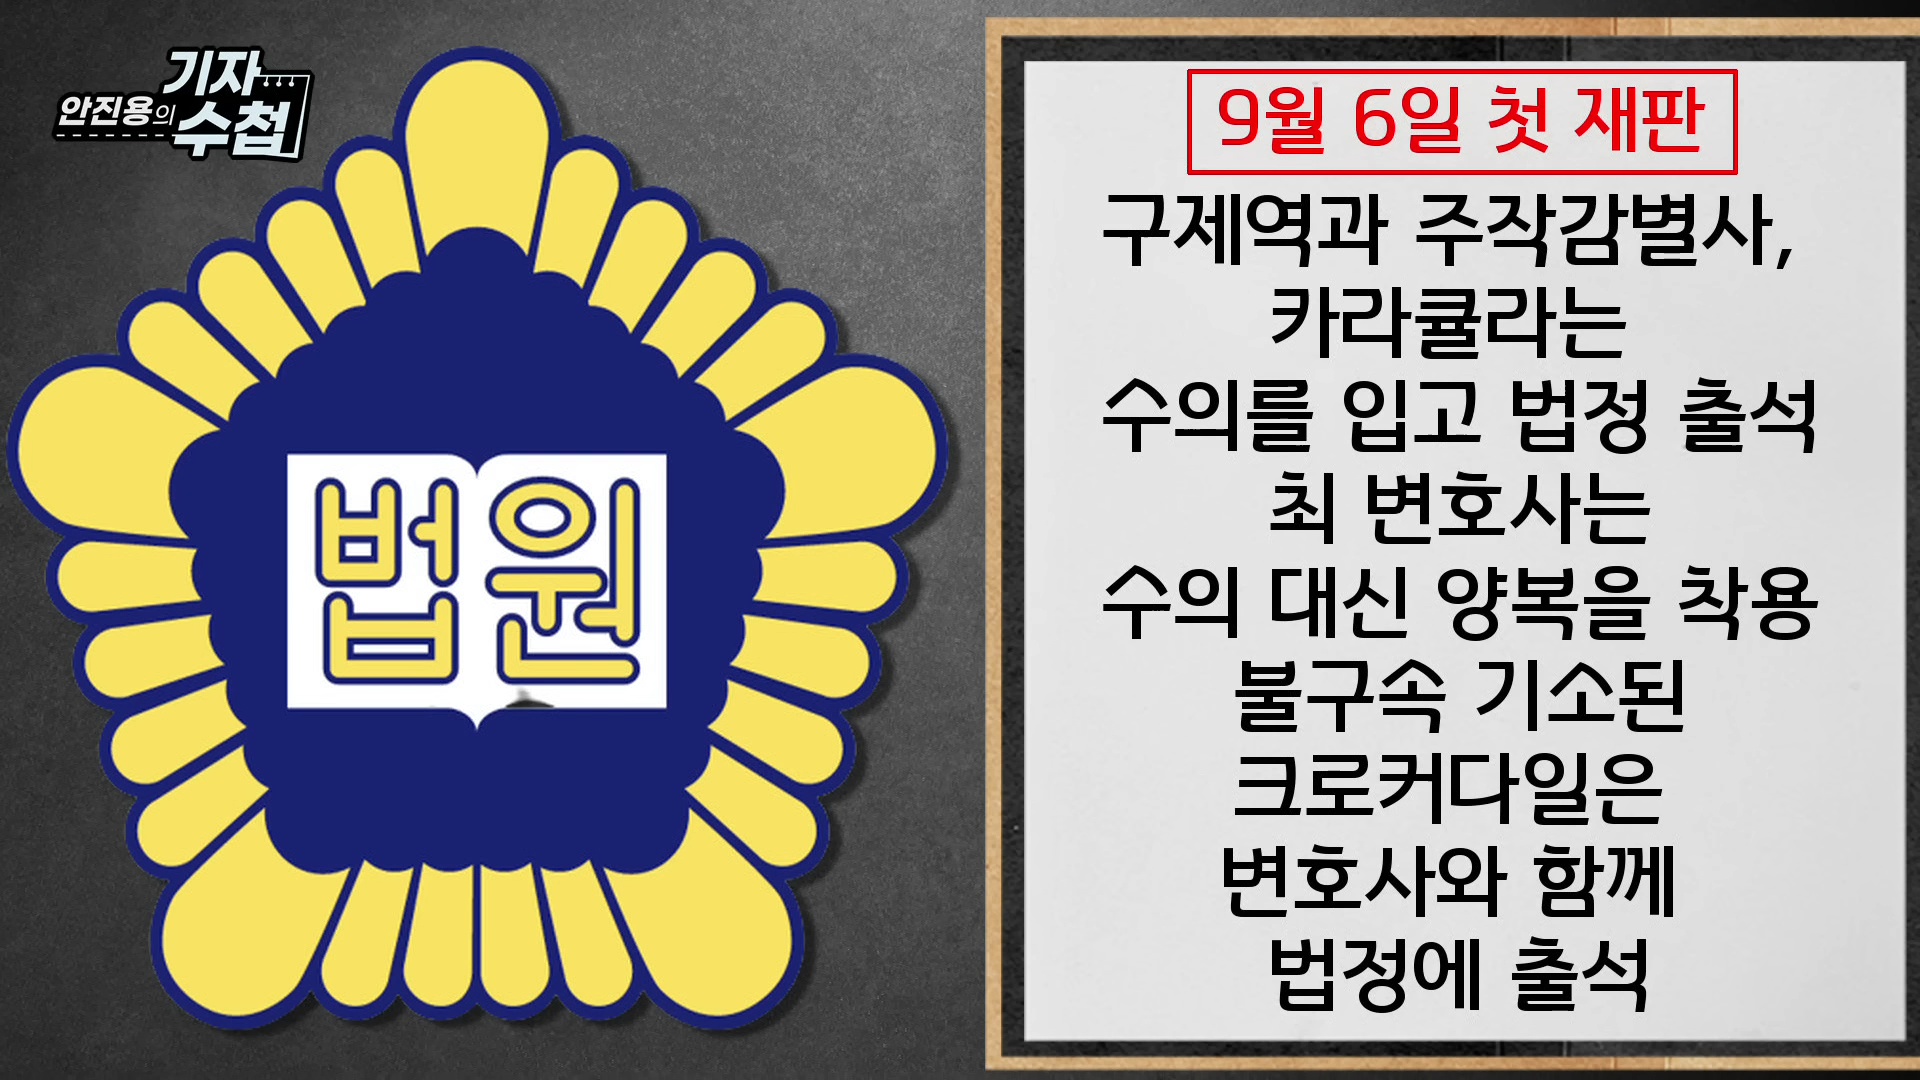 안진용의
기자
수첩
법원
9월 6일 첫 재판
구제역과 주작감별사,
카라큘라는
수의를 입고 법정 출석
최 변호사는
수의 대신 양복을 착용
불구속 기소된
크로커다일은
변호사와 함께
법정에 출석